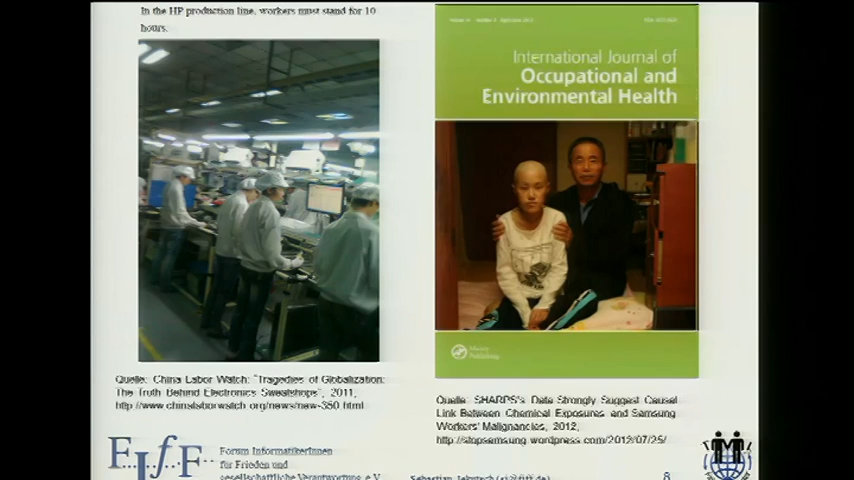 In the HP production line, workers must stand for 10
hours.
International Journal of
Occupational and
Environmental Health
Quelle: China Labor Watch: "Tragedies of Globalization:
The Truth Behind Electronics Sweatshops", 2011,
http://www.chinalaborwatch.org/news/new-350.html
Quelle: SHARPS's Data Strongly Suggest Causal
Link Between Chemical Exposures and Samsung
Workers' Malignancies, 2012,
http://stopsamsung.wordpress.com/2012/07/25/
FIfF
Forum InformatikerInnen
für Frieden und
gesellschaftliche Verantwortung e.V.
8